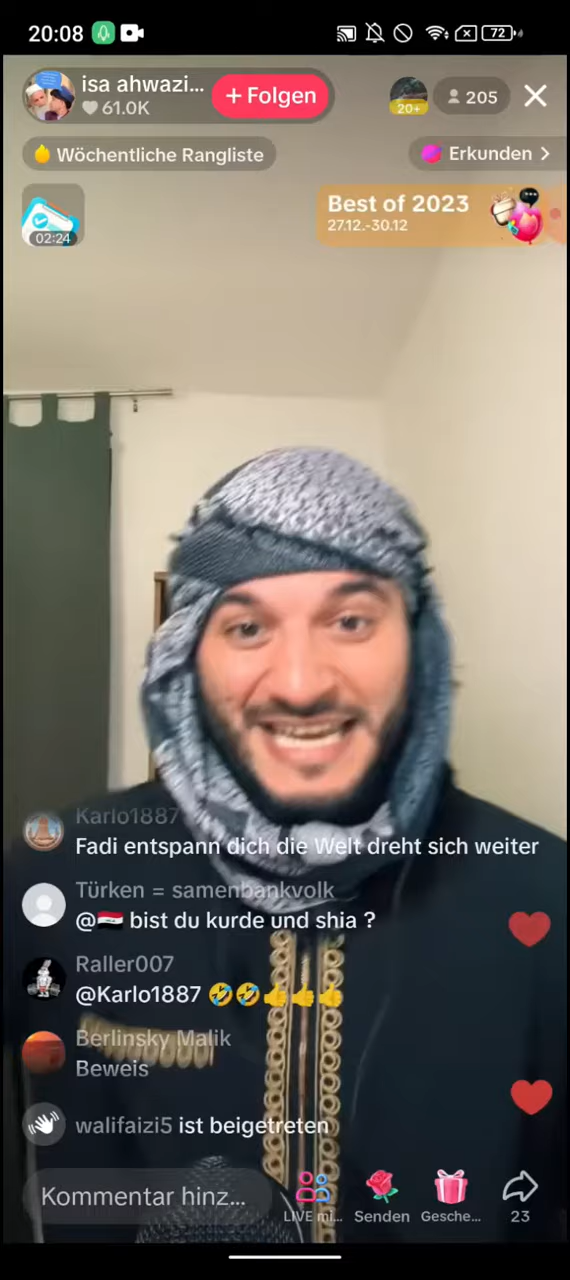 20:08
72
isa ahwazi...
+ Folgen
61.0K
20+
205
Wöchentliche Rangliste
Erkunden
Best of 2023
27.12.-30.12
02:24
Karlo1887
Fadi entspann dich die Welt dreht sich weiter
Türken = samenbankvolk
@🇮🇶 bist du kurde und shia ?
Raller007
@Karlo1887 🤣🤣👍👍👍
Berlinsky Malik
Beweis
walifaizi5 ist beigetreten
Kommentar hinz...
LIVE mi...
Senden
Gesche...
23